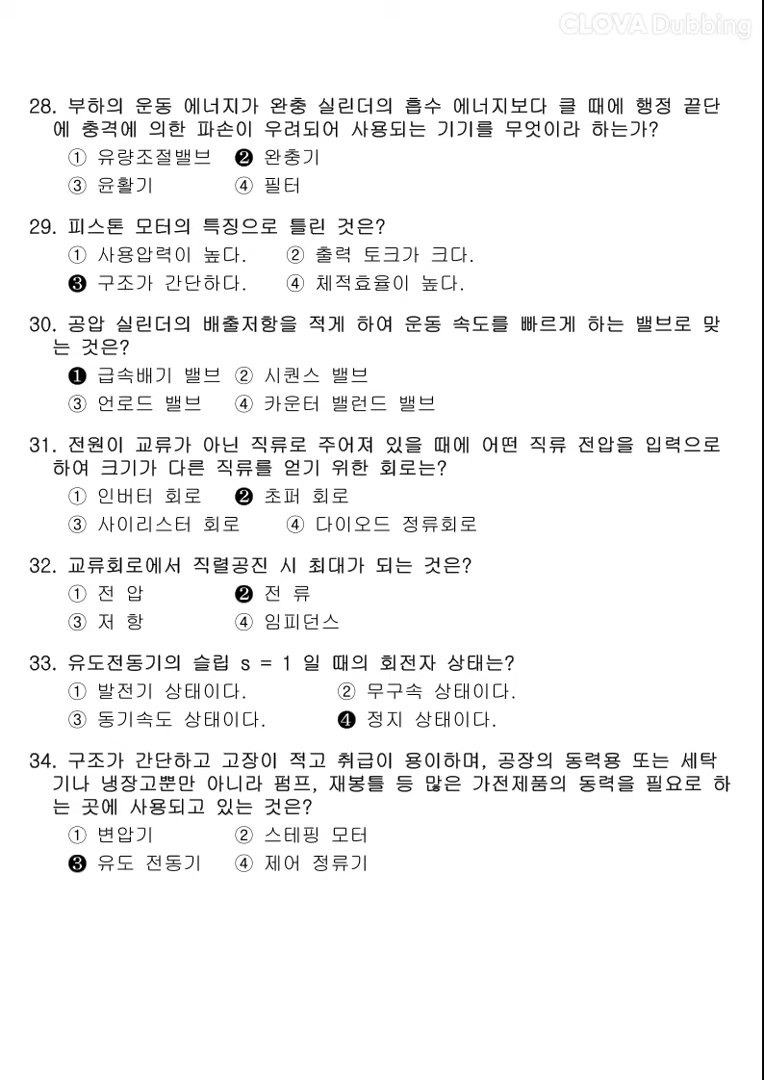 CLOVA Dubbing
28. 부하의 운동 에너지가 완충 실린더의 흡수 에너지보다 클 때에 행정 끝단
에 충격에 의한 파손이 우려되어 사용되는 기기를 무엇이라 하는가?
① 유량조절밸브 ❷ 완충기
③ 윤활기 ④ 필터
29. 피스톤 모터의 특징으로 틀린 것은?
① 사용압력이 높다. ② 출력 토크가 크다.
❸ 구조가 간단하다. ④ 체적효율이 높다.
30. 공압 실린더의 배출저항을 적게 하여 운동 속도를 빠르게 하는 밸브로 맞
는 것은?
❶ 급속배기 밸브 ② 시퀀스 밸브
③ 언로드 밸브 ④ 카운터 밸런드 밸브
31. 전원이 교류가 아닌 직류로 주어져 있을 때에 어떤 직류 전압을 입력으로
하여 크기가 다른 직류를 얻기 위한 회로는?
① 인버터 회로 ❷ 초퍼 회로
③ 사이리스터 회로 ④ 다이오드 정류회로
32. 교류회로에서 직렬공진 시 최대가 되는 것은?
① 전 압 ❷ 전 류
③ 저 항 ④ 임피던스
33. 유도전동기의 슬립 s = 1 일 때의 회전자 상태는?
① 발전기 상태이다. ② 무구속 상태이다.
③ 동기속도 상태이다. ❹ 정지 상태이다.
34. 구조가 간단하고 고장이 적고 취급이 용이하며, 공장의 동력용 또는 세탁
기나 냉장고뿐만 아니라 펌프, 재봉틀 등 많은 가전제품의 동력을 필요로 하
는 곳에 사용되고 있는 것은?
① 변압기 ② 스테핑 모터
❸ 유도 전동기 ④ 제어 정류기